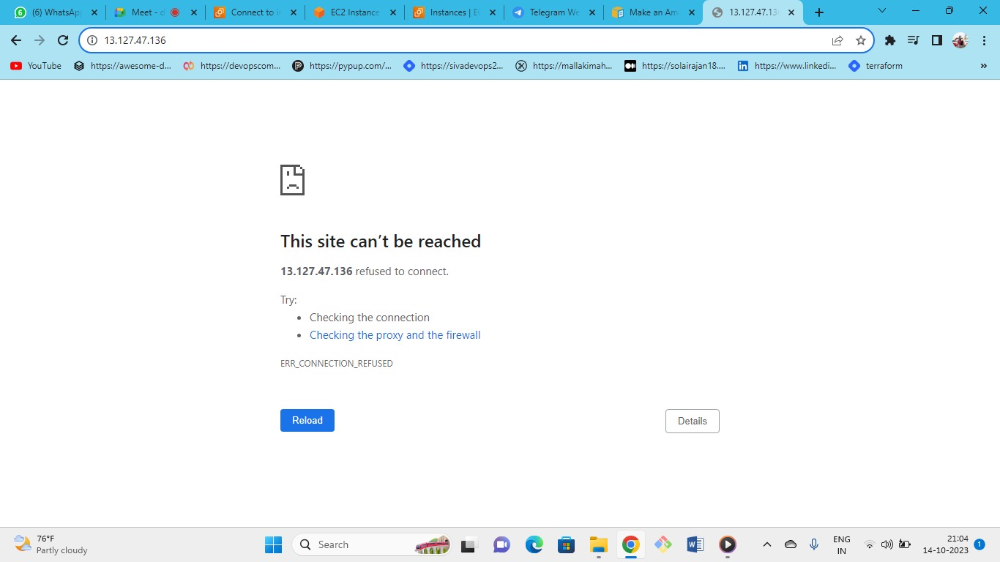 6 (6) WhatsAp
Meet - d
Connect to i
EC2 Instance
Instances | E
Telegram We
Make an Am
13.127.47.13
13.127.47.136
YouTube
https://awesome-d...
https://devopscom...
https://pypup.com/...
https://sivadevops2...
https://mallakimah...
https://solairajan18....
https://www.linkedi...
terraform
»
This site can’t be reached
13.127.47.136 refused to connect.
Try:
• Checking the connection
• Checking the proxy and the firewall
ERR_CONNECTION_REFUSED
Reload
Details
76°F
Partly cloudy
Search
ENG
IN
21:04
14-10-2023
1